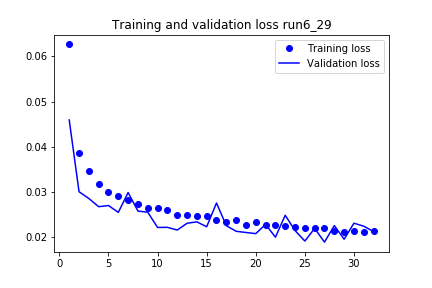 Training and validation loss run6_29
Training loss
Validation loss
0.06
0.05
0.04
0.03
0.02
0 5 10 15 20 25 30